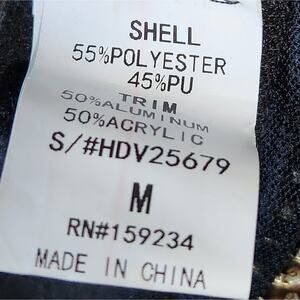 SHELL
55%POLYESTER
45%PU
TRIM
50%ALUMINUM
50%ACRYLIC
S/#HDV25679
M
RN#159234
MADE IN CHINA